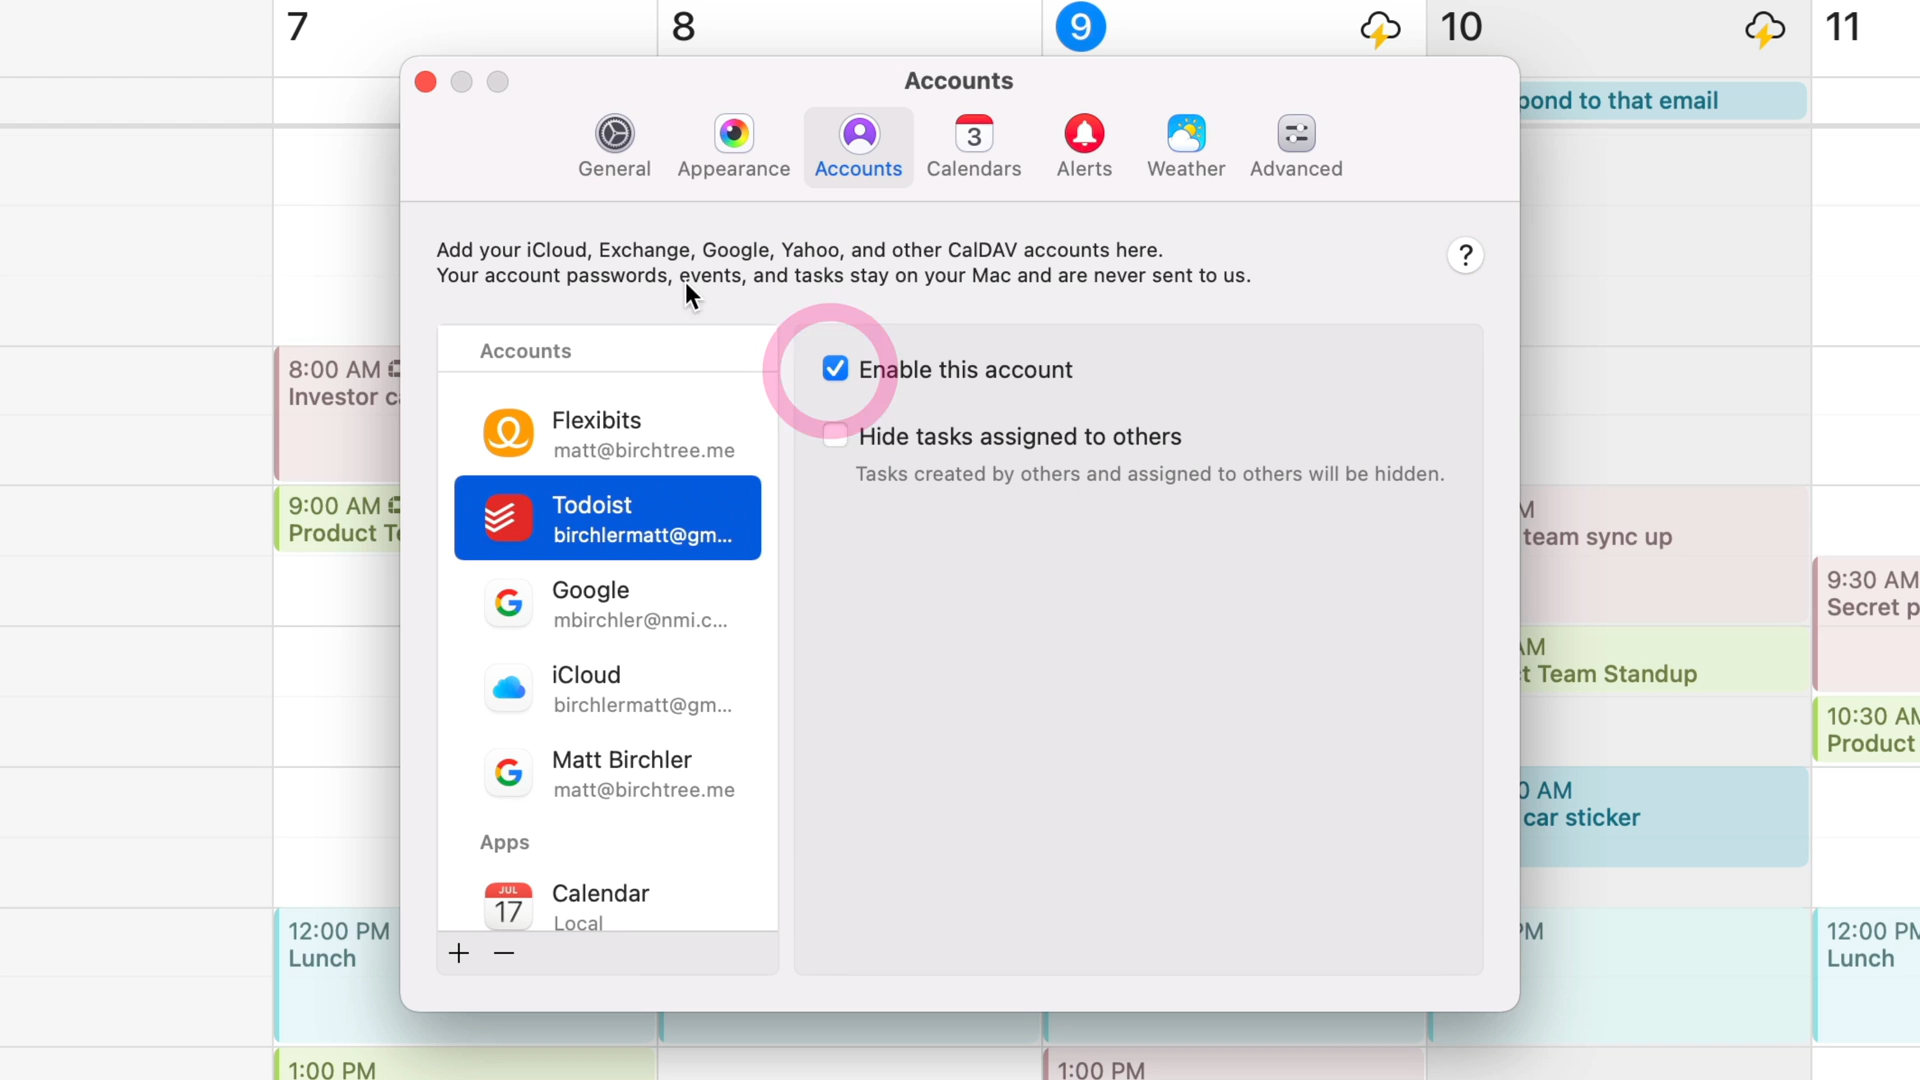 7
8
9
10
11
pond to that email
Accounts
General
Appearance
Accounts
3
Calendars
Alerts
Weather
Advanced
Add your iCloud, Exchange, Google, Yahoo, and other CalDAV accounts here.
Your account passwords, events, and tasks stay on your Mac and are never sent to us.
?
Accounts
Flexibits
matt@birchtree.me
Todoist
birchlermatt@gm...
Google
mbirchler@nmi.c...
iCloud
birchlermatt@gm...
Matt Birchler
matt@birchtree.me
Apps
JUL
17
Calendar
Local
+ −
Enable this account
Hide tasks assigned to others
Tasks created by others and assigned to others will be hidden.
8:00 AM
Investor c
9:00 AM
Product Te
12:00 PM
Lunch
1:00 PM
1:00 PM
M
team sync up
AM
t Team Standup
0 AM
car sticker
PM
9:30 AM
Secret p
10:30 AM
Product
12:00 PM
Lunch